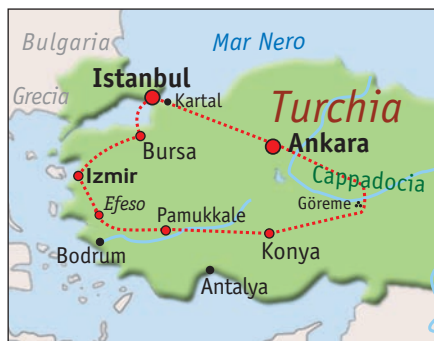 Bulgaria
Mar Nero
Istanbul
Kartal
Grecia
Turchia
Ankara
Bursa
Izmir
Cappadocia
Efeso
Pamukkale
Göreme
Bodrum
Konya
Antalya